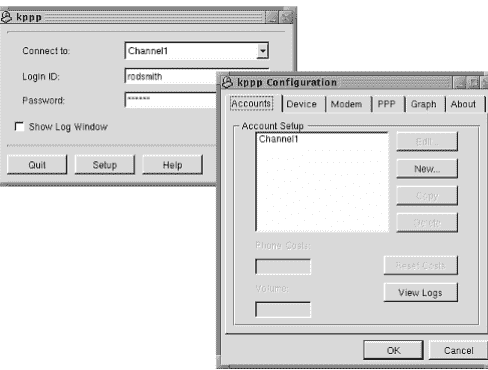 kppp
Connect to:
Channel1
Login ID:
rodsmith
Password:
******
Show Log Window
Quit
Setup
Help
kppp Configuration
Accounts
Device
Modem
PPP
Graph
About
Account Setup
Channel1
Edit...
New...
Copy
Delete
Phone Costs:
Reset Costs
Volume:
View Logs
OK
Cancel